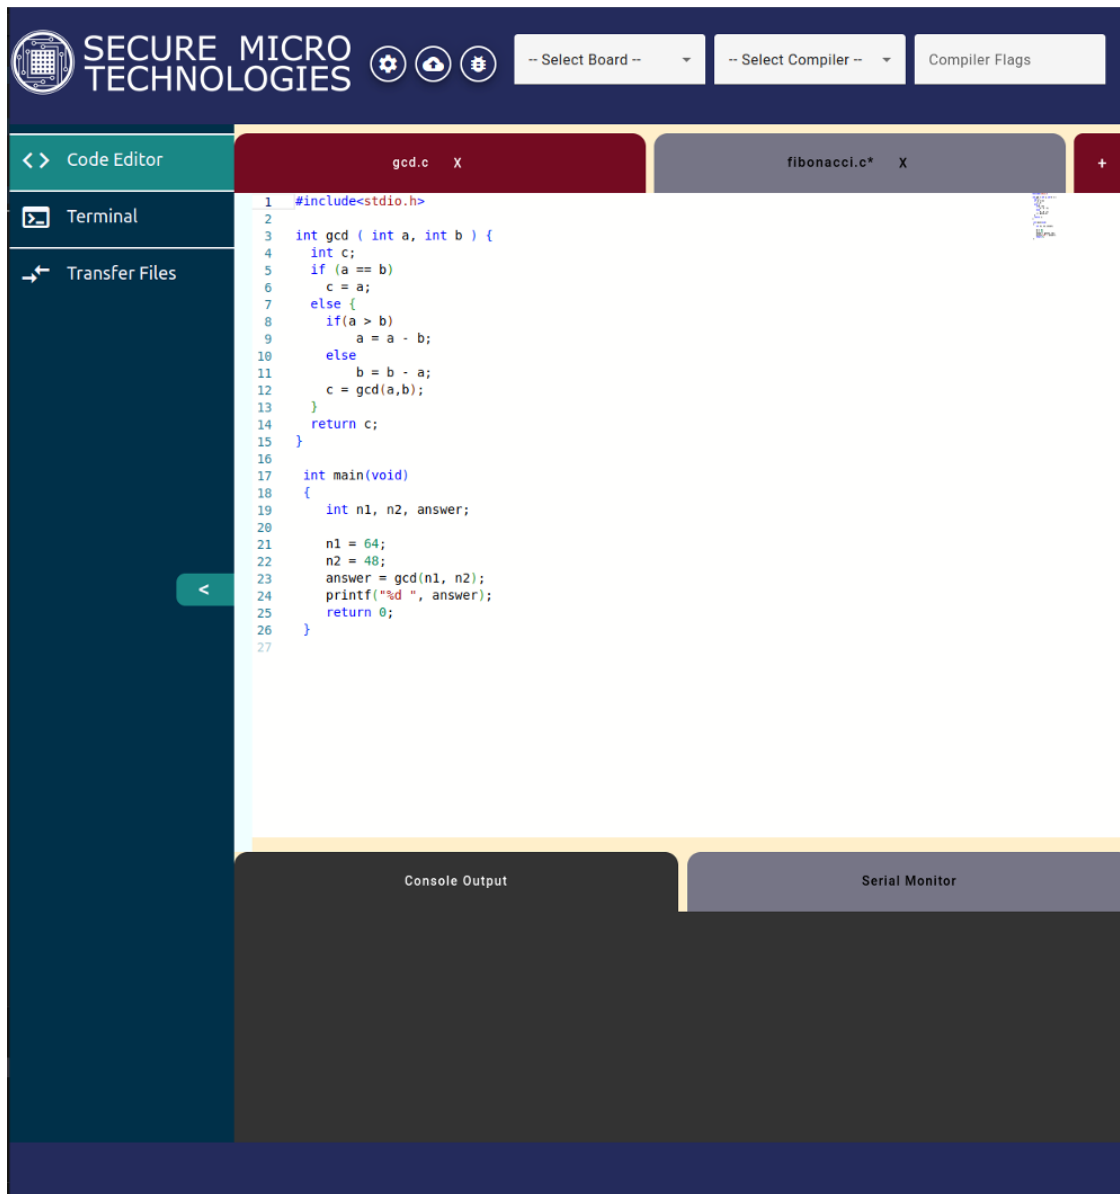 SECURE MICRO
TECHNOLOGIES
-- Select Board --
-- Select Compiler --
Compiler Flags
Code Editor
Terminal
Transfer Files
<
gcd.c X
fibonacci.c* X
+
1 #include<stdio.h>
2
3 int gcd ( int a, int b ) {
4   int c;
5   if (a == b)
6     c = a;
7   else {
8     if(a > b)
9         a = a - b;
10     else
11         b = b - a;
12     c = gcd(a,b);
13   }
14   return c;
15 }
16
17  int main(void)
18  {
19     int n1, n2, answer;
20
21     n1 = 64;
22     n2 = 48;
23     answer = gcd(n1, n2);
24     printf("%d ", answer);
25     return 0;
26  }
27
Console Output
Serial Monitor